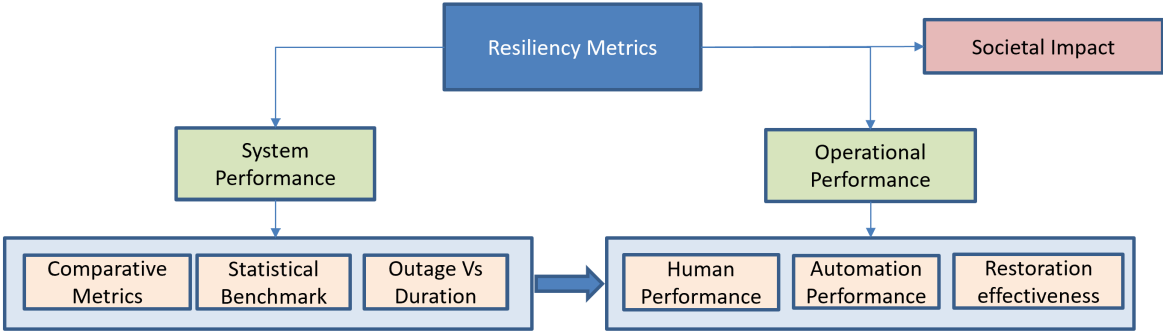 Resiliency Metrics
Societal Impact
System
Performance
Operational
Performance
Comparative
Metrics
Statistical
Benchmark
Outage Vs
Duration
Human
Performance
Automation
Performance
Restoration
effectiveness